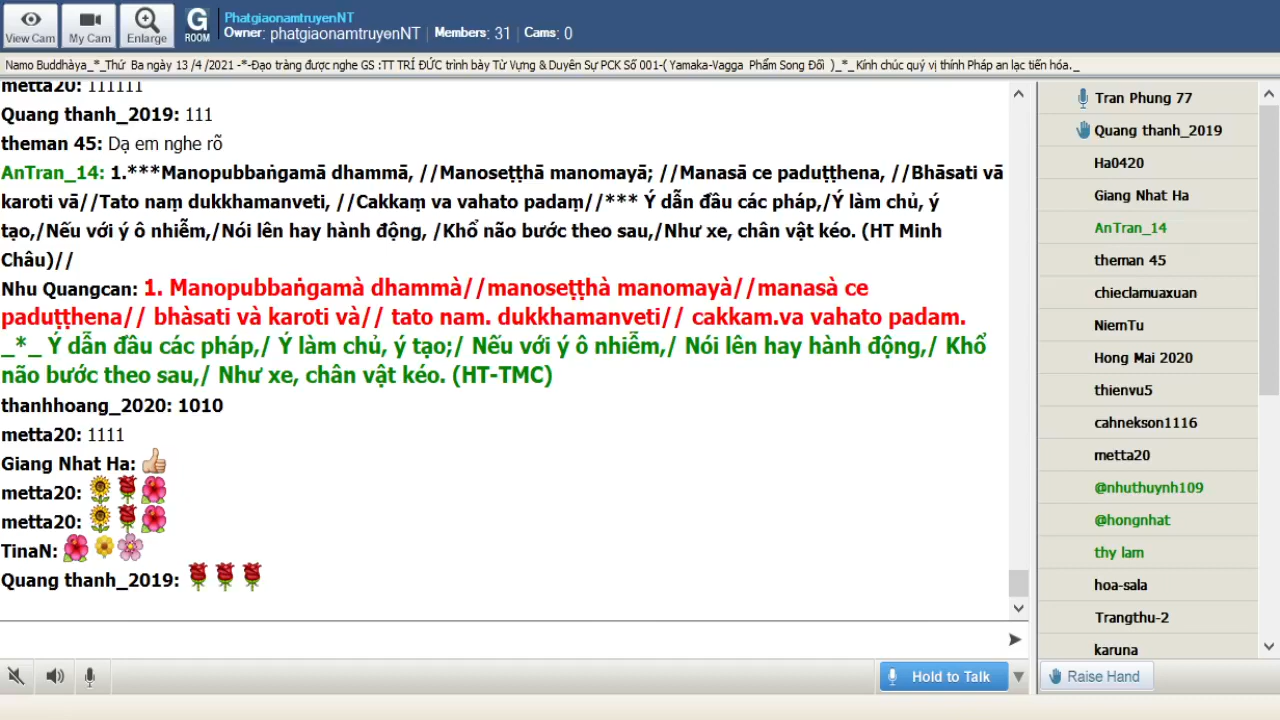 View Cam
My Cam
Enlarge
G
ROOM
PhatgiaonamtruyenNT
Owner: phatgiaonamtruyenNT | Members: 31 | Cams: 0
Namo Buddhàya_*_Thứ Ba ngày 13 /4 /2021 -*-Đạo tràng được nghe GS :TT TRÍ ĐỨC trình bày Từ Vựng & Duyên Sự PCK Số 001-( Yamaka-Vagga Phẩm Song Đối )_*_ Kính chúc quý vị thính Pháp an lạc tiến hóa._
metta20: 111111
Quang thanh_2019: 111
theman 45: Dạ em nghe rõ
AnTran_14: 1.***Manopubbaṅgamā dhammā, //Manoseṭṭhā manomayā; //Manasā ce paduṭṭhena, //Bhāsati vā
karoti vā//Tato naṃ dukkhamanveti, //Cakkaṃ va vahato padaṃ//*** Ý dẫn đầu các pháp,/Ý làm chủ, ý
tạo,/Nếu với ý ô nhiễm,/Nói lên hay hành động, /Khổ não bước theo sau,/Như xe, chân vật kéo. (HT Minh
Châu)//
Nhu Quangcan: 1. Manopubbaṅgamà dhammà//manoseṭṭhà manomayà//manasà ce
paduṭṭhena// bhàsati và karoti và// tato nam. dukkhamanveti// cakkam.va vahato padam.
_*_ Ý dẫn đầu các pháp,/ Ý làm chủ, ý tạo;/ Nếu với ý ô nhiễm,/ Nói lên hay hành động,/ Khổ
não bước theo sau,/ Như xe, chân vật kéo. (HT-TMC)
thanhhoang_2020: 1010
metta20: 1111
Giang Nhat Ha:
metta20:
metta20:
TinaN:
Quang thanh_2019:
Hold to Talk
Tran Phung 77
Quang thanh_2019
Ha0420
Giang Nhat Ha
AnTran_14
theman 45
chieclamuaxuan
NiemTu
Hong Mai 2020
thienvu5
cahnekson1116
metta20
@nhuthuynh109
@hongnhat
thy lam
hoa-sala
Trangthu-2
karuna
Raise Hand